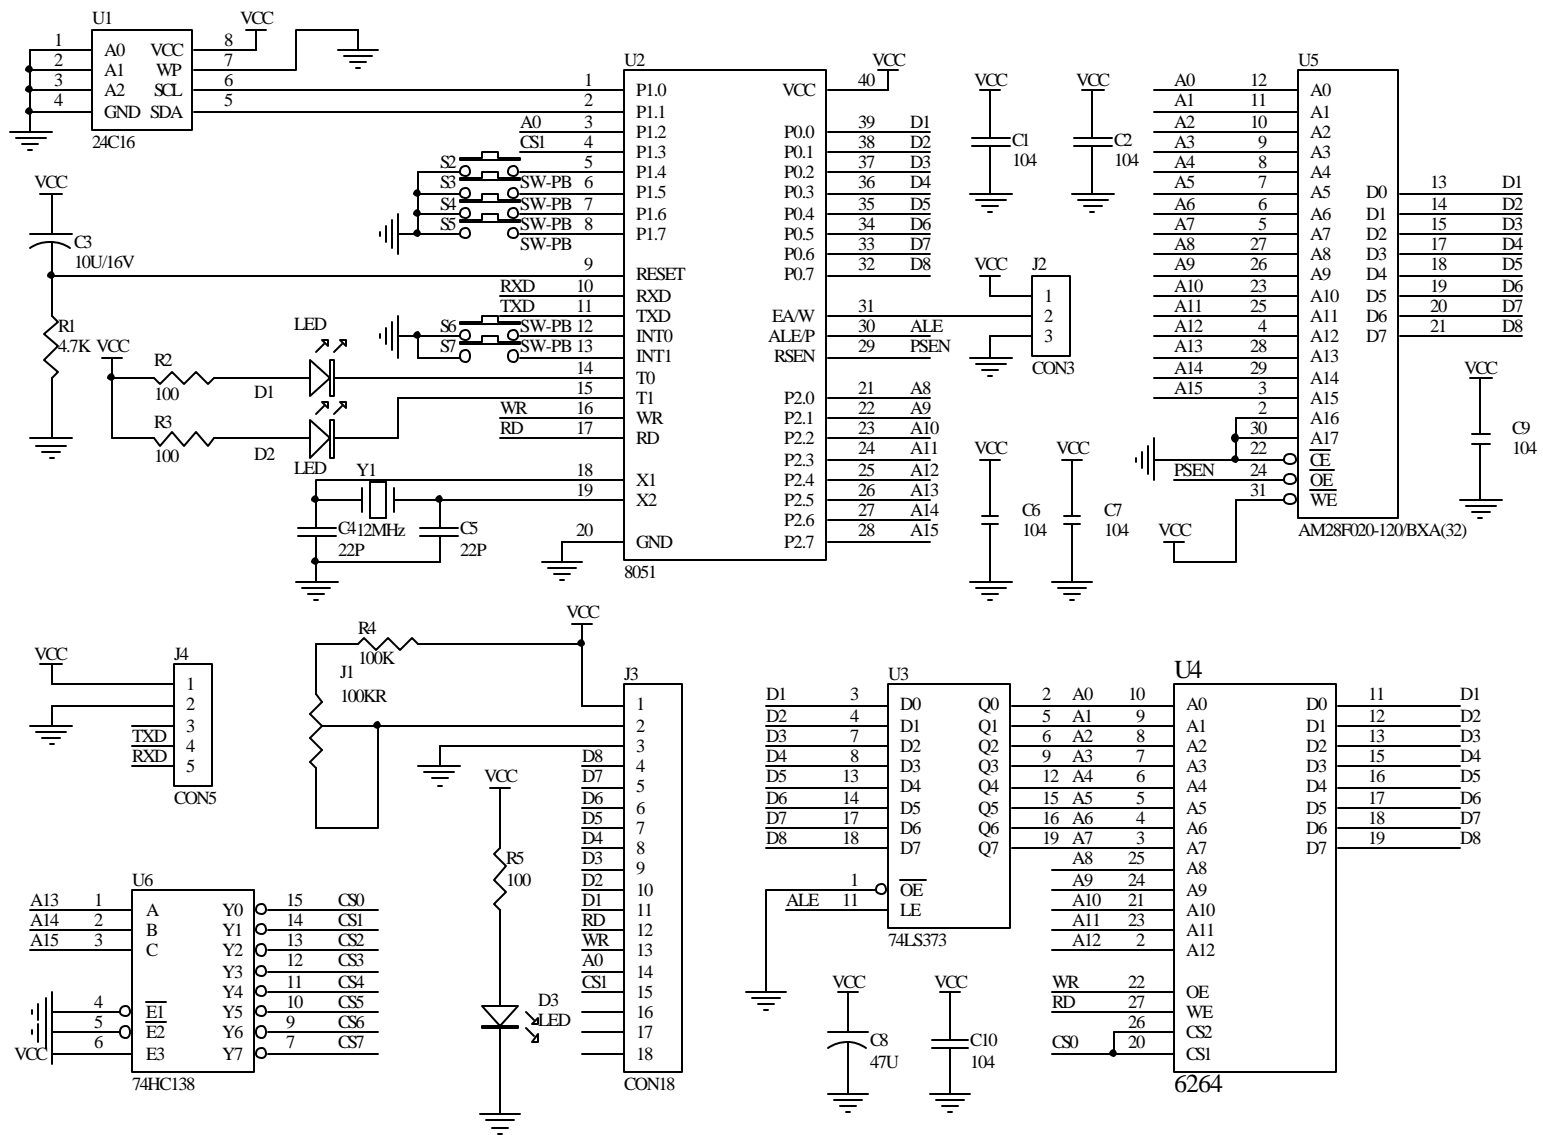 U1
VCC
1 A0 VCC 8
2 A1 WP 7
3 A2 SCL 6
4 GND SDA 5
24C16
VCC
C3
10U/16V
R1
4.7K
VCC
R2
100
R3
100
LED
D1
D2
LED
S2
SW-PB
S3
SW-PB
S4
SW-PB
S5
SW-PB
S6
SW-PB
S7
SW-PB
Y1
12MHz
C4
22P
C5
22P
U2
VCC
1 P1.0 VCC 40
2 P1.1
A0 3 P1.2 P0.0 39 D1
CS1 4 P1.3 P0.1 38 D2
5 P1.4 P0.2 37 D3
6 P1.5 P0.3 36 D4
7 P1.6 P0.4 35 D5
8 P1.7 P0.5 34 D6
P0.6 33 D7
9 RESET P0.7 32 D8
RXD 10 RXD
TXD 11 TXD EA/W 31
12 INT0 ALE/P 30 ALE
13 INT1 RSEN 29 PSEN
14 T0
15 T1 P2.0 21 A8
WR 16 WR P2.1 22 A9
RD 17 RD P2.2 23 A10
P2.3 24 A11
18 X1 P2.4 25 A12
19 X2 P2.5 26 A13
P2.6 27 A14
20 GND P2.7 28 A15
8051
VCC
C1
104
VCC
C2
104
VCC
J2
1
2
3
CON3
VCC
C6
104
VCC
C7
104
U5
A0 12 A0
A1 11 A1
A2 10 A2
A3 9 A3
A4 8 A4
A5 7 A5 D0 13 D1
A6 6 A6 D1 14 D2
A7 5 A7 D2 15 D3
A8 27 A8 D3 17 D4
A9 26 A9 D4 18 D5
A10 23 A10 D5 19 D6
A11 25 A11 D6 20 D7
A12 4 A12 D7 21 D8
A13 28 A13
A14 29 A14
A15 3 A15
2 A16
30 A17
22 CE
PSEN 24 OE
31 WE
VCC
AM28F020-120/BXA(32)
VCC
C9
104
VCC
J4
1
2
3
TXD 4
RXD 5
CON5
R4
100K
J1
100KR
VCC
J3
1
2
3
D8 4
D7 5
D6 6
D5 7
D4 8
D3 9
D2 10
D1 11
RD 12
WR 13
A0 14
CS1 15
16
17
18
CON18
VCC
R5
100
D3
LED
U6
A13 1 A Y0 15 CS0
A14 2 B Y1 14 CS1
A15 3 C Y2 13 CS2
Y3 12 CS3
Y4 11 CS4
4 E1 Y5 10 CS5
5 E2 Y6 9 CS6
VCC 6 E3 Y7 7 CS7
74HC138
U3
D1 3 D0 Q0 2
D2 4 D1 Q1 5
D3 7 D2 Q2 6
D4 8 D3 Q3 9
D5 13 D4 Q4 12
D6 14 D5 Q5 15
D7 17 D6 Q6 16
D8 18 D7 Q7 19
1 OE
ALE 11 LE
74LS373
U4
A0 10 A0 D0 11 D1
A1 9 A1 D1 12 D2
A2 8 A2 D2 13 D3
A3 7 A3 D3 15 D4
A4 6 A4 D4 16 D5
A5 5 A5 D5 17 D6
A6 4 A6 D6 18 D7
A7 3 A7 D7 19 D8
A8 25 A8
A9 24 A9
A10 21 A10
A11 23 A11
A12 2 A12
WR 22 OE
RD 27 WE
26 CS2
CS0 20 CS1
6264
VCC
C8
47U
VCC
C10
104